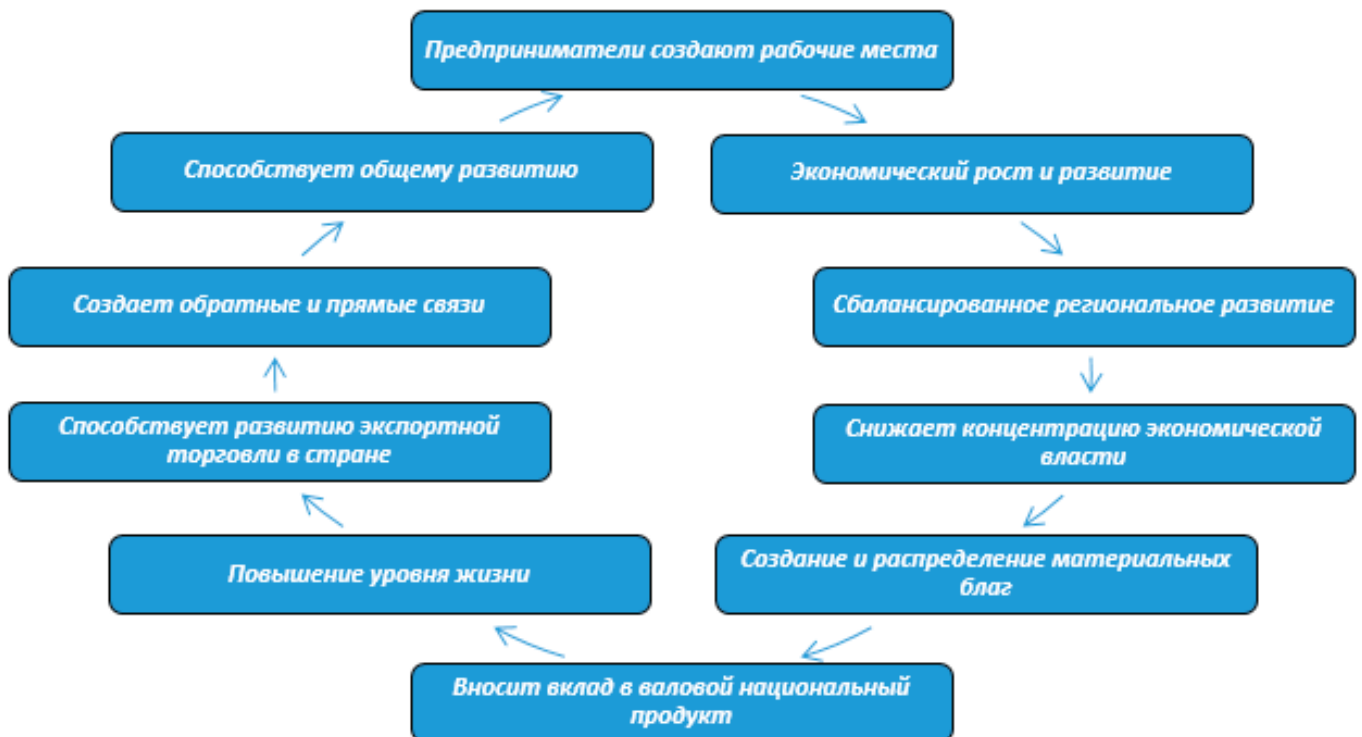 Предприниматели создают рабочие места
Экономический рост и развитие
Сбалансированное региональное развитие
Снижает концентрацию экономической
власти
Создание и распределение материальных
благ
Вносит вклад в валовой национальный
продукт
Повышение уровня жизни
Способствует развитию экспортной
торговли в стране
Создает обратные и прямые связи
Способствует общему развитию